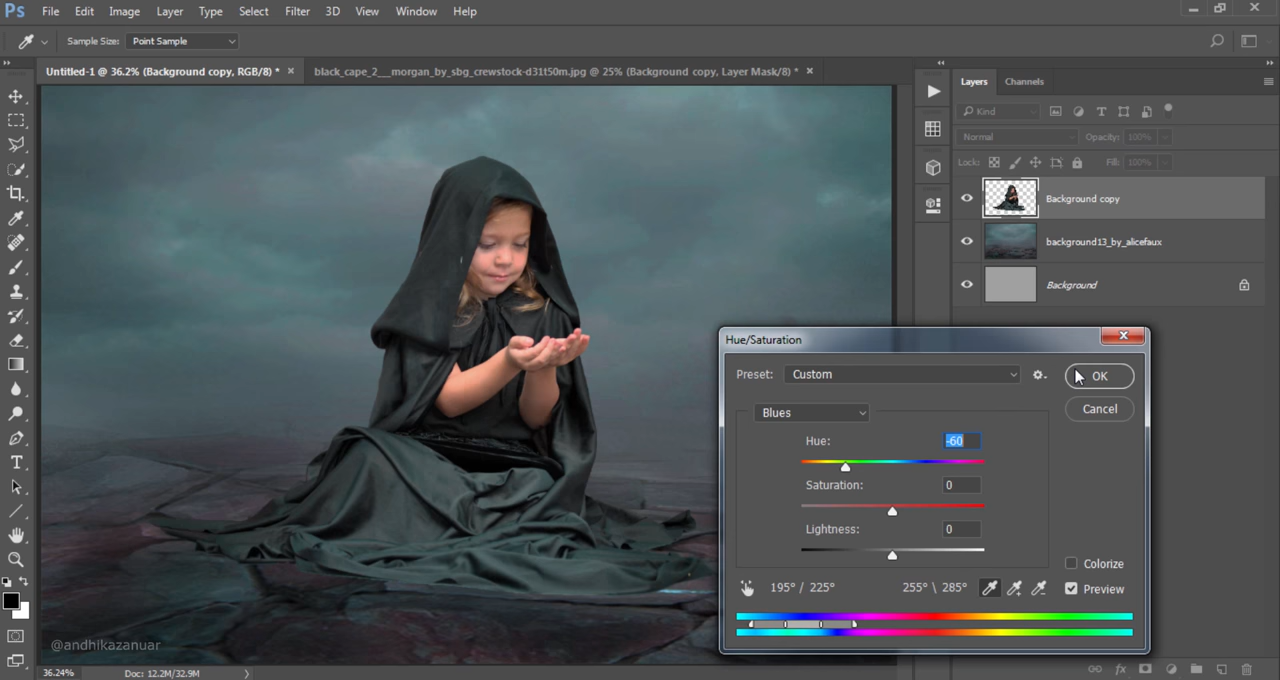 Ps File Edit Image Layer Type Select Filter 3D View Window Help
Sample Size: Point Sample
Untitled-1 @ 36.2% (Background copy, RGB/8) * ×
black_cape_2__morgan_by_sbg_crewstock-d31t50m.jpg @ 25% (Background copy, Layer Mask/8) * ×
Layers Channels
Kind
Normal Opacity: 100%
Lock: Fill: 100%
Background copy
background13_by_alicefaux
Background
Hue/Saturation
Preset: Custom
OK
Cancel
Blues
Hue: -60
Saturation: 0
Lightness: 0
Colorize
195° / 225° 255° \ 285° Preview
@andhikazanuar
36.24% Doc: 12.2M/32.9M
fx